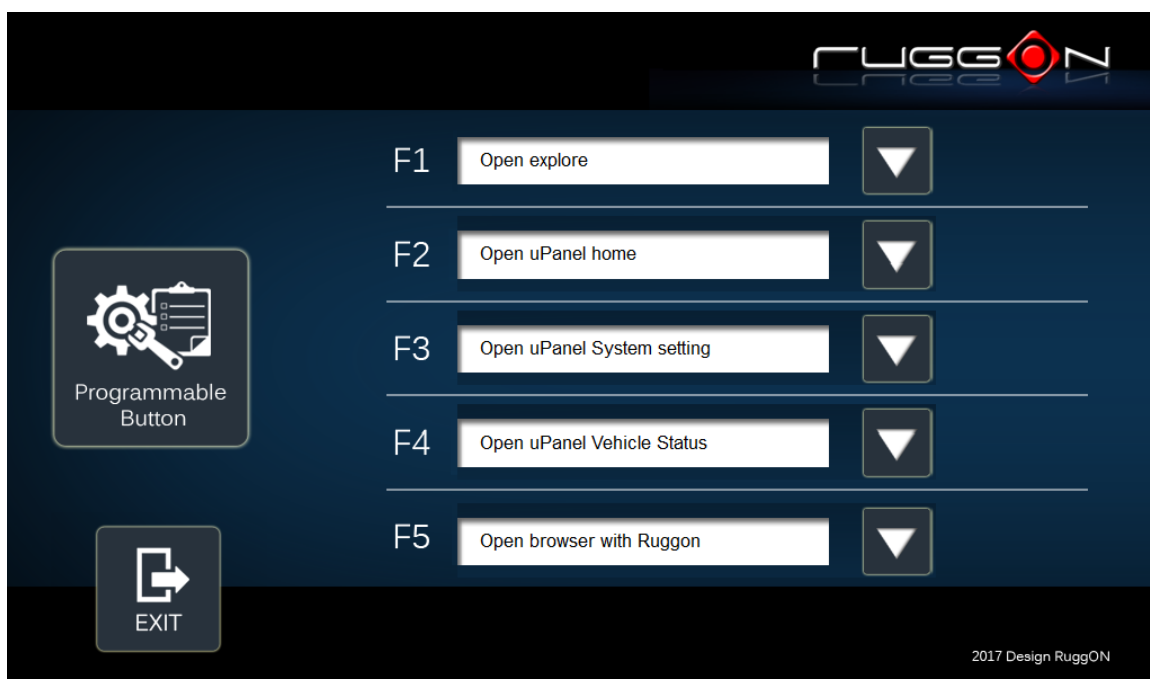 ruggON
F1 Open explore
F2 Open uPanel home
F3 Open uPanel System setting
Programmable
Button
F4 Open uPanel Vehicle Status
F5 Open browser with Ruggon
EXIT
2017 Design RuggON